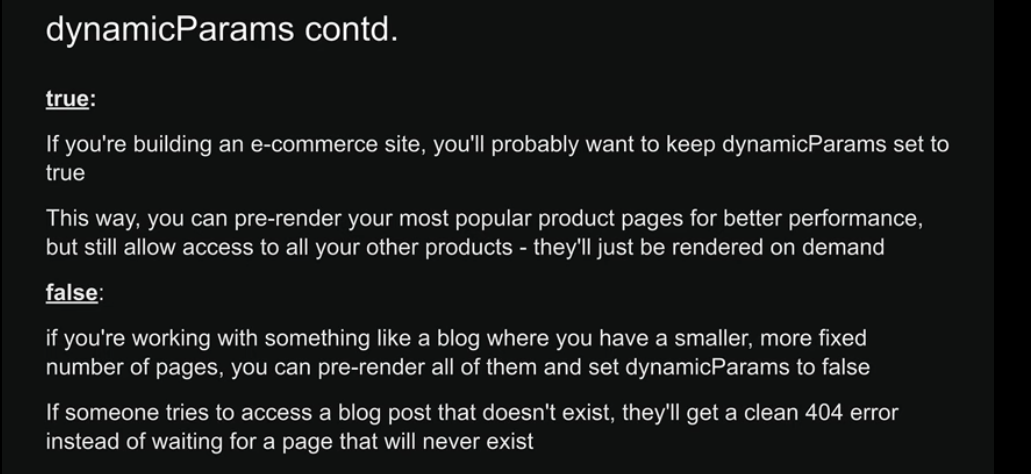 dynamicParams contd.
true:
If you're building an e-commerce site, you'll probably want to keep dynamicParams set to
true
This way, you can pre-render your most popular product pages for better performance,
but still allow access to all your other products - they'll just be rendered on demand
false:
if you're working with something like a blog where you have a smaller, more fixed
number of pages, you can pre-render all of them and set dynamicParams to false
If someone tries to access a blog post that doesn't exist, they'll get a clean 404 error
instead of waiting for a page that will never exist